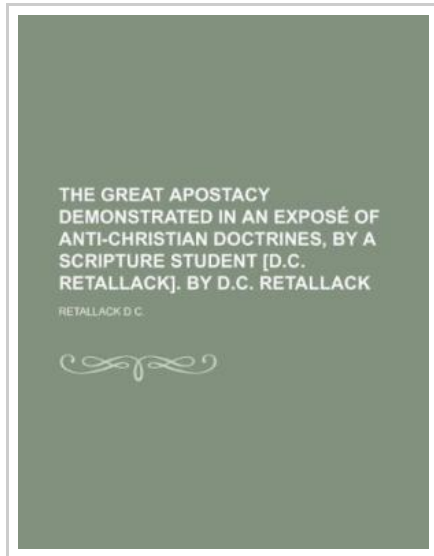 THE GREAT APOSTACY
DEMONSTRATED IN AN EXPOSÉ OF
ANTI-CHRISTIAN DOCTRINES, BY A
SCRIPTURE STUDENT [D.C.
RETALLACK]. BY D.C. RETALLACK
RETALLACK D C.